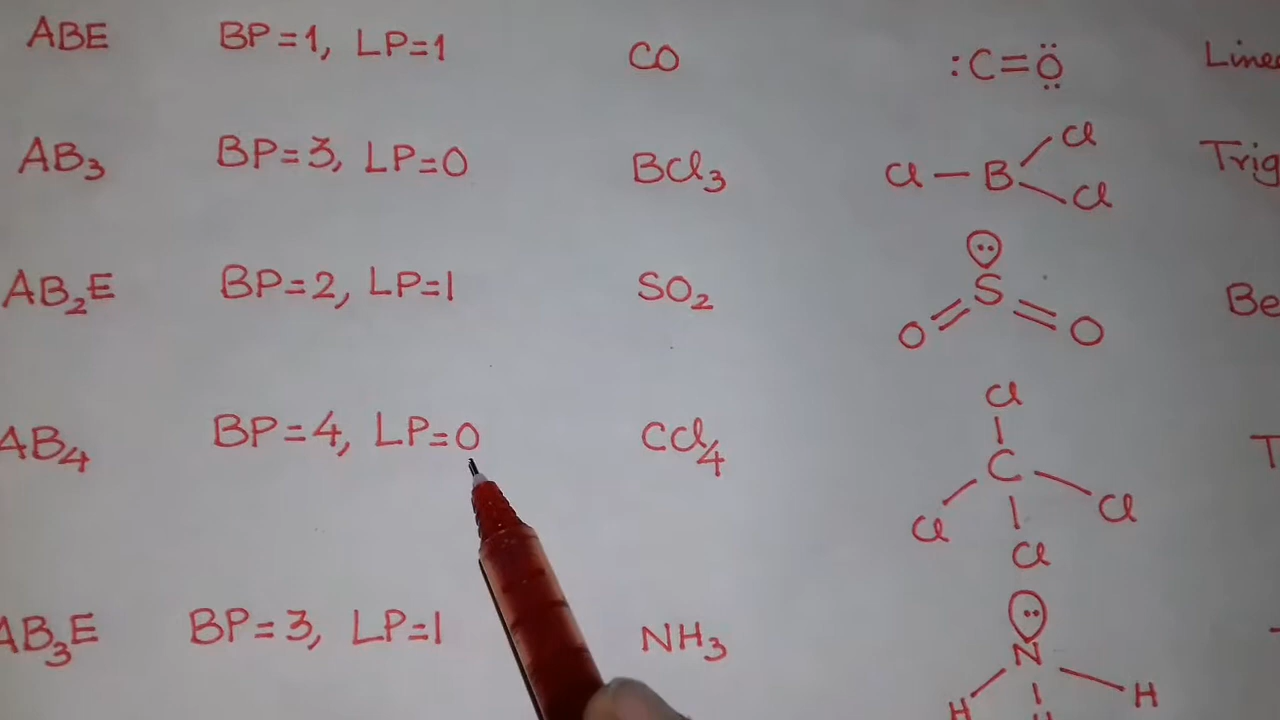 ABE BP=1, LP=1 CO :C=Ö: Linea
AB₃ BP=3, LP=0 BCl₃ Cl—B Cl Cl Trig
AB₂E BP=2, LP=1 SO₂ S O O Be
AB₄ BP=4, LP=0 CCl₄ Cl C Cl Cl Cl T
AB₃E BP=3, LP=1 NH₃ N H H H